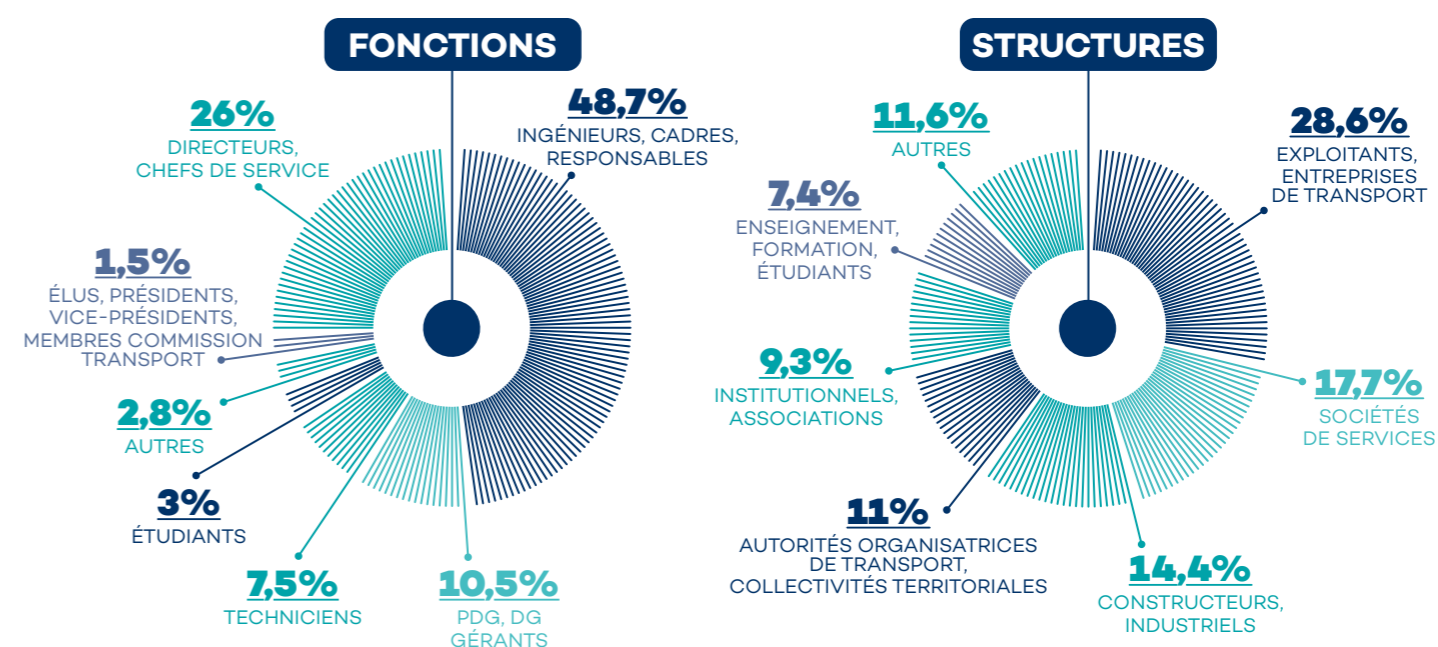 FONCTIONS
48,7%
INGÉNIEURS, CADRES,
RESPONSABLES
26%
DIRECTEURS,
CHEFS DE SERVICE
1,5%
ÉLUS, PRÉSIDENTS,
VICE-PRÉSIDENTS,
MEMBRES COMMISSION
TRANSPORT
2,8%
AUTRES
3%
ÉTUDIANTS
7,5%
TECHNICIENS
10,5%
PDG, DG
GÉRANTS
STRUCTURES
28,6%
EXPLOITANTS,
ENTREPRISES
DE TRANSPORT
11,6%
AUTRES
7,4%
ENSEIGNEMENT,
FORMATION,
ÉTUDIANTS
9,3%
INSTITUTIONNELS,
ASSOCIATIONS
17,7%
SOCIÉTÉS
DE SERVICES
11%
AUTORITÉS ORGANISATRICES
DE TRANSPORT,
COLLECTIVITÉS TERRITORIALES
14,4%
CONSTRUCTEURS,
INDUSTRIELS